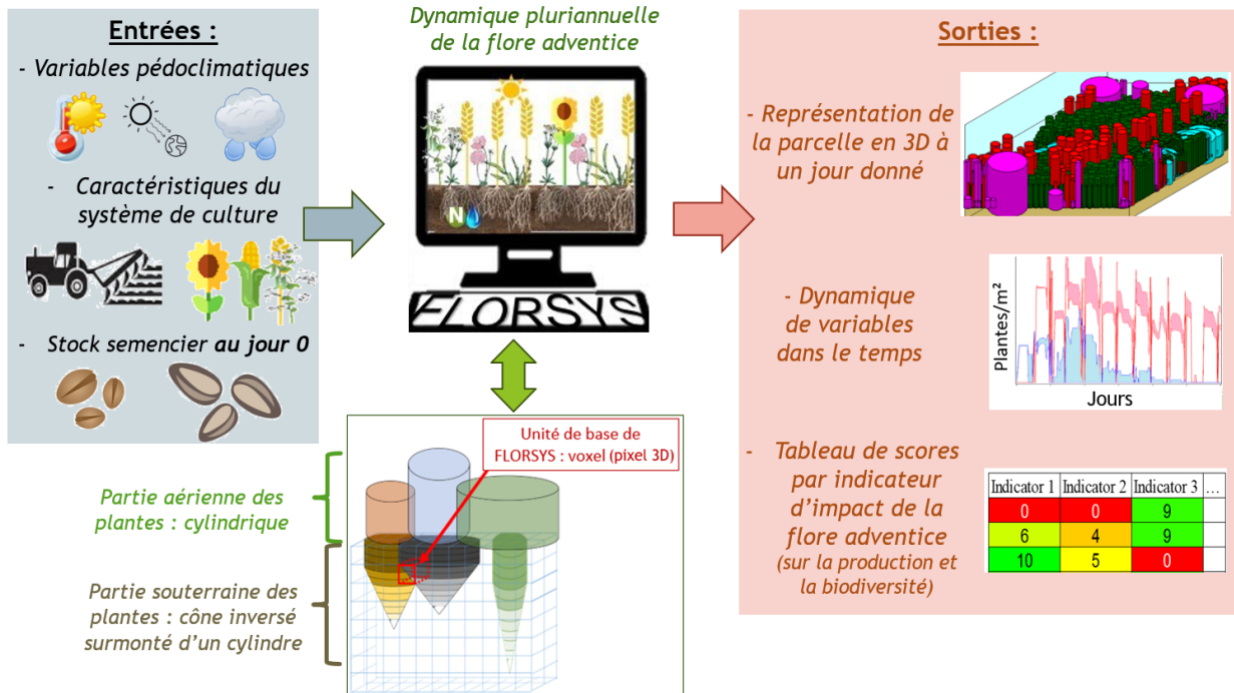 Entrées :
- Variables pédoclimatiques
- Caractéristiques du
système de culture
- Stock semencier au jour 0
Dynamique pluriannuelle
de la flore adventice
N
FLORSYS
Unité de base de
FLORSYS : voxel (pixel 3D)
Partie aérienne des
plantes : cylindrique
Partie souterraine des
plantes : cône inversé
surmonté d'un cylindre
Sorties :
- Représentation de
la parcelle en 3D à
un jour donné
- Dynamique
de variables
dans le temps
Plantes/m²
Jours
- Tableau de scores
par indicateur
d'impact de la
flore adventice
(sur la production et
la biodiversité)
Indicator 1 Indicator 2 Indicator 3 ...
0 0 9
6 4 9
10 5 0